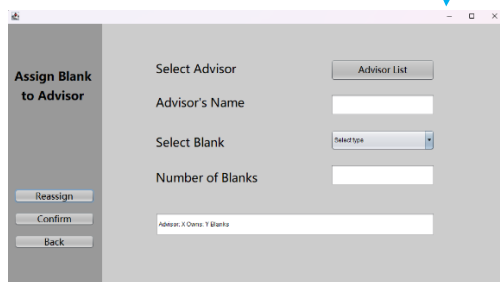 Assign Blank
to Advisor
Reassign
Confirm
Back
Select Advisor
Advisor List
Advisor's Name
Select Blank
Select type
Number of Blanks
Advisor: X Owns: Y Blanks